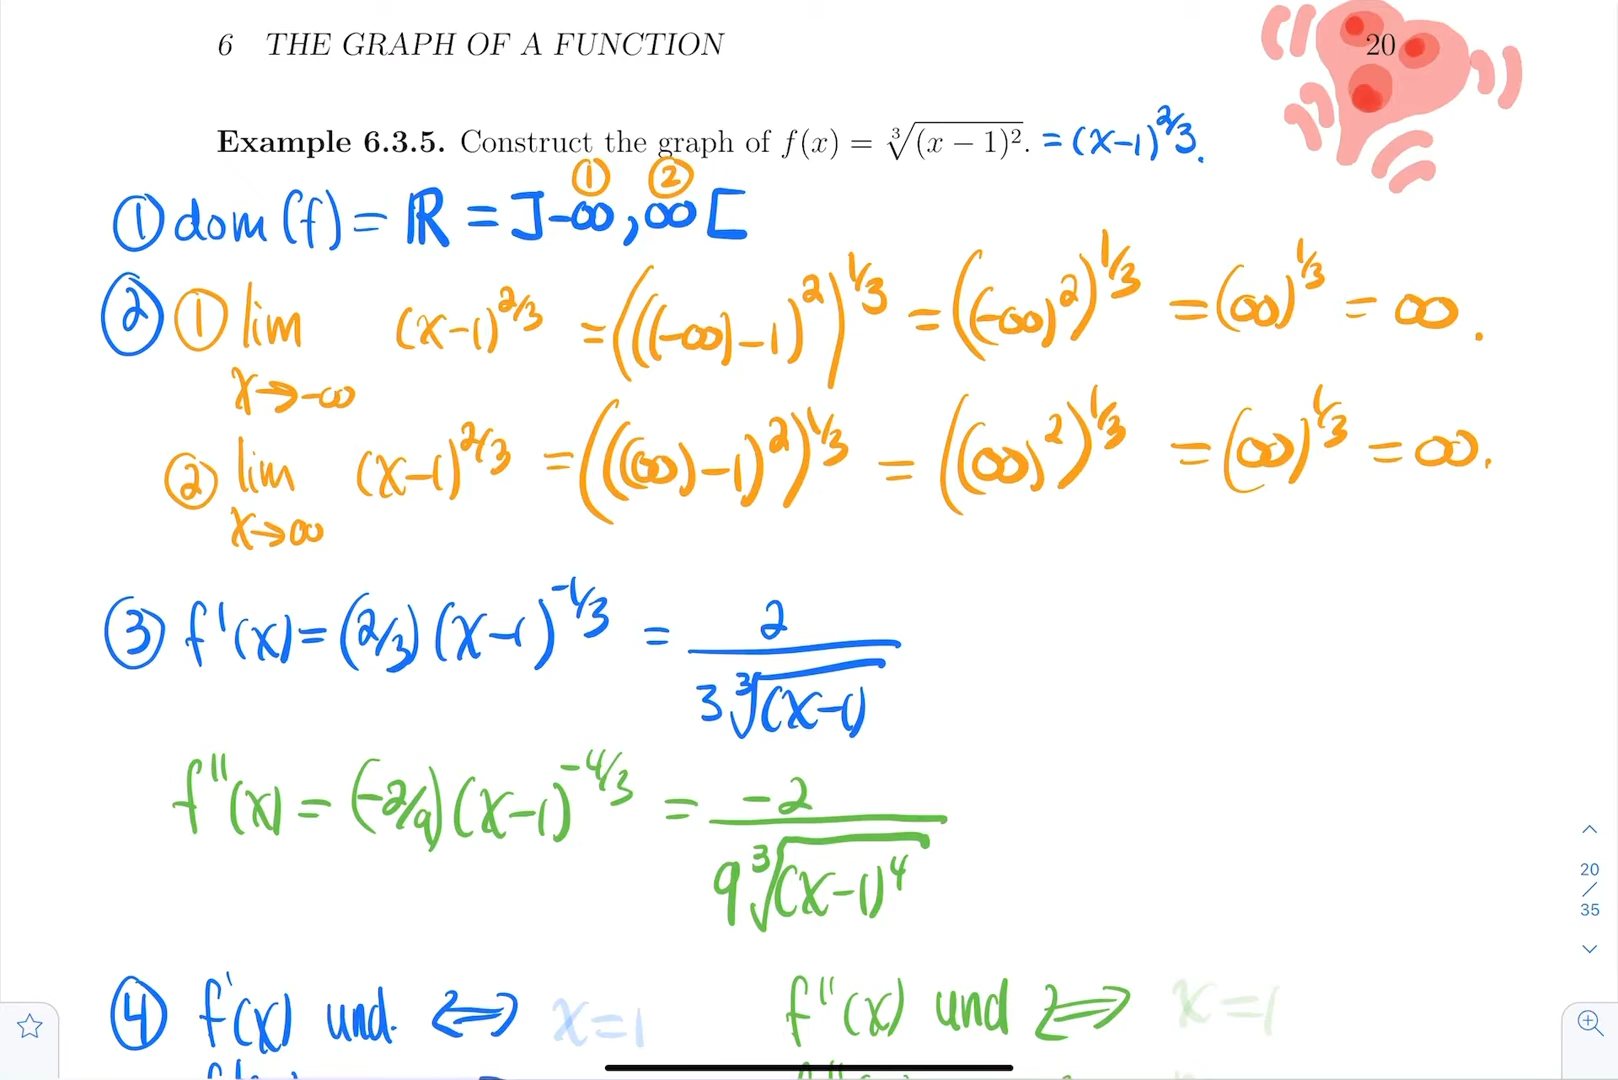 6 THE GRAPH OF A FUNCTION 20
Example 6.3.5. Construct the graph of f(x) = ∛(x − 1)². = (x-1)^2/3.
① ②
① dom(f) = ℝ = ]-∞, ∞[
② ① lim x→-∞ (x-1)^2/3 = (((-∞)-1)^2)^1/3 = ((-∞)^2)^1/3 = (∞)^1/3 = ∞.
② lim x→∞ (x-1)^2/3 = (((∞)-1)^2)^1/3 = ((∞)^2)^1/3 = (∞)^1/3 = ∞.
③ f'(x) = (2/3)(x-1)^-1/3 = 2 / 3∛(x-1)
f''(x) = (-2/9)(x-1)^-4/3 = -2 / 9∛(x-1)^4
④ f'(x) und. ⟺ x=1 f''(x) und ⟺ x=1
20
/
35